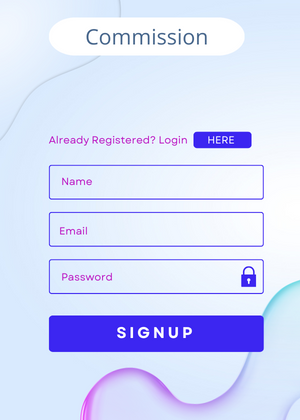 Commission
Already Registered? Login HERE
Name
Email
Password
SIGNUP